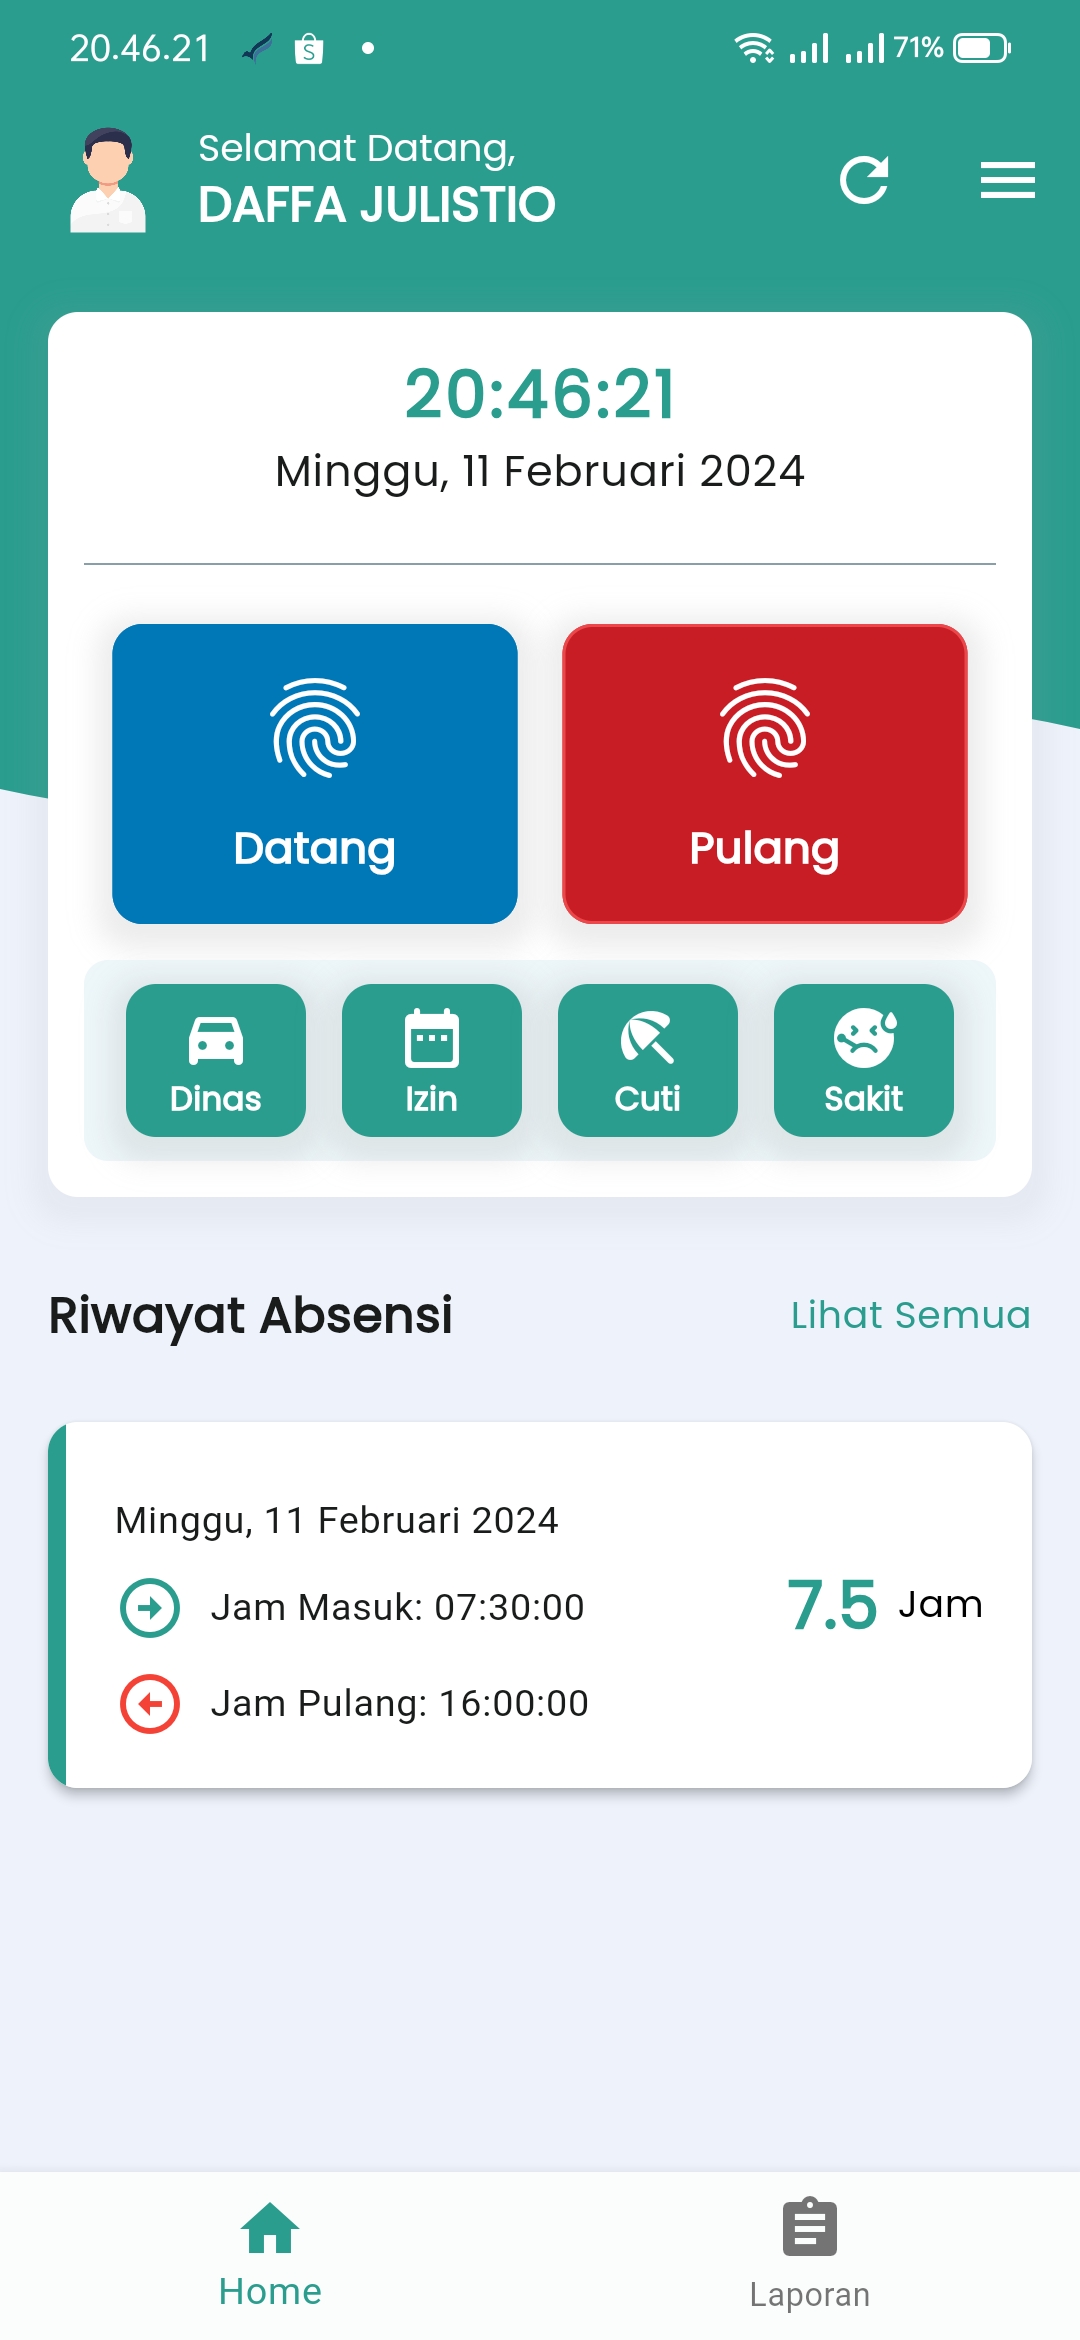 20.46.21
71%
Selamat Datang,
DAFFA JULISTIO
20:46:21
Minggu, 11 Februari 2024
Datang
Pulang
Dinas
Izin
Cuti
Sakit
Riwayat Absensi
Lihat Semua
Minggu, 11 Februari 2024
Jam Masuk: 07:30:00
7.5 Jam
Jam Pulang: 16:00:00
Home
Laporan